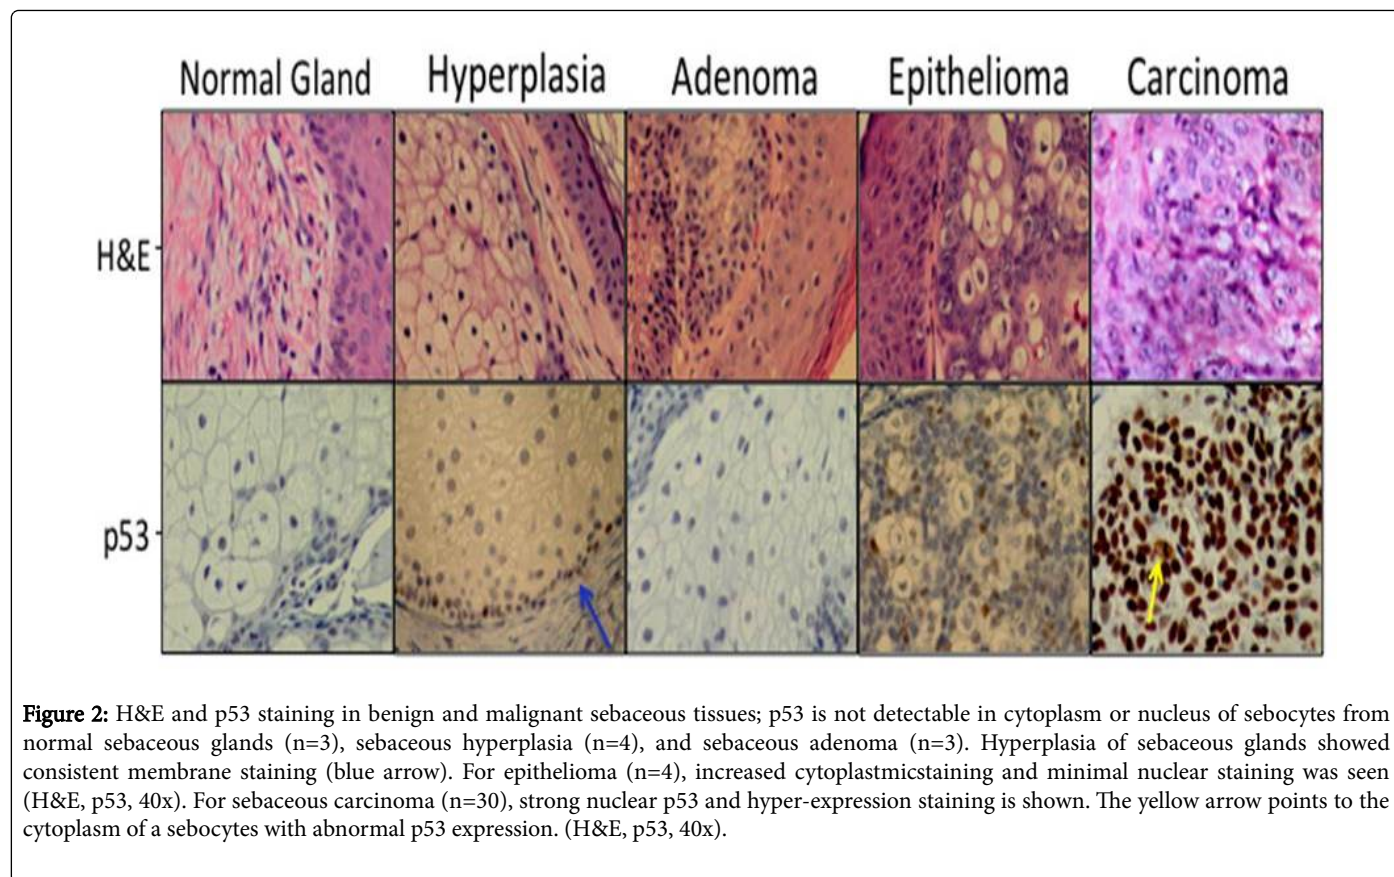 Normal Gland Hyperplasia Adenoma Epithelioma Carcinoma
H&E
p53
Figure 2: H&E and p53 staining in benign and malignant sebaceous tissues; p53 is not detectable in cytoplasm or nucleus of sebocytes from
normal sebaceous glands (n=3), sebaceous hyperplasia (n=4), and sebaceous adenoma (n=3). Hyperplasia of sebaceous glands showed
consistent membrane staining (blue arrow). For epithelioma (n=4), increased cytoplastmicstaining and minimal nuclear staining was seen
(H&E, p53, 40x). For sebaceous carcinoma (n=30), strong nuclear p53 and hyper-expression staining is shown. The yellow arrow points to the
cytoplasm of a sebocytes with abnormal p53 expression. (H&E, p53, 40x).